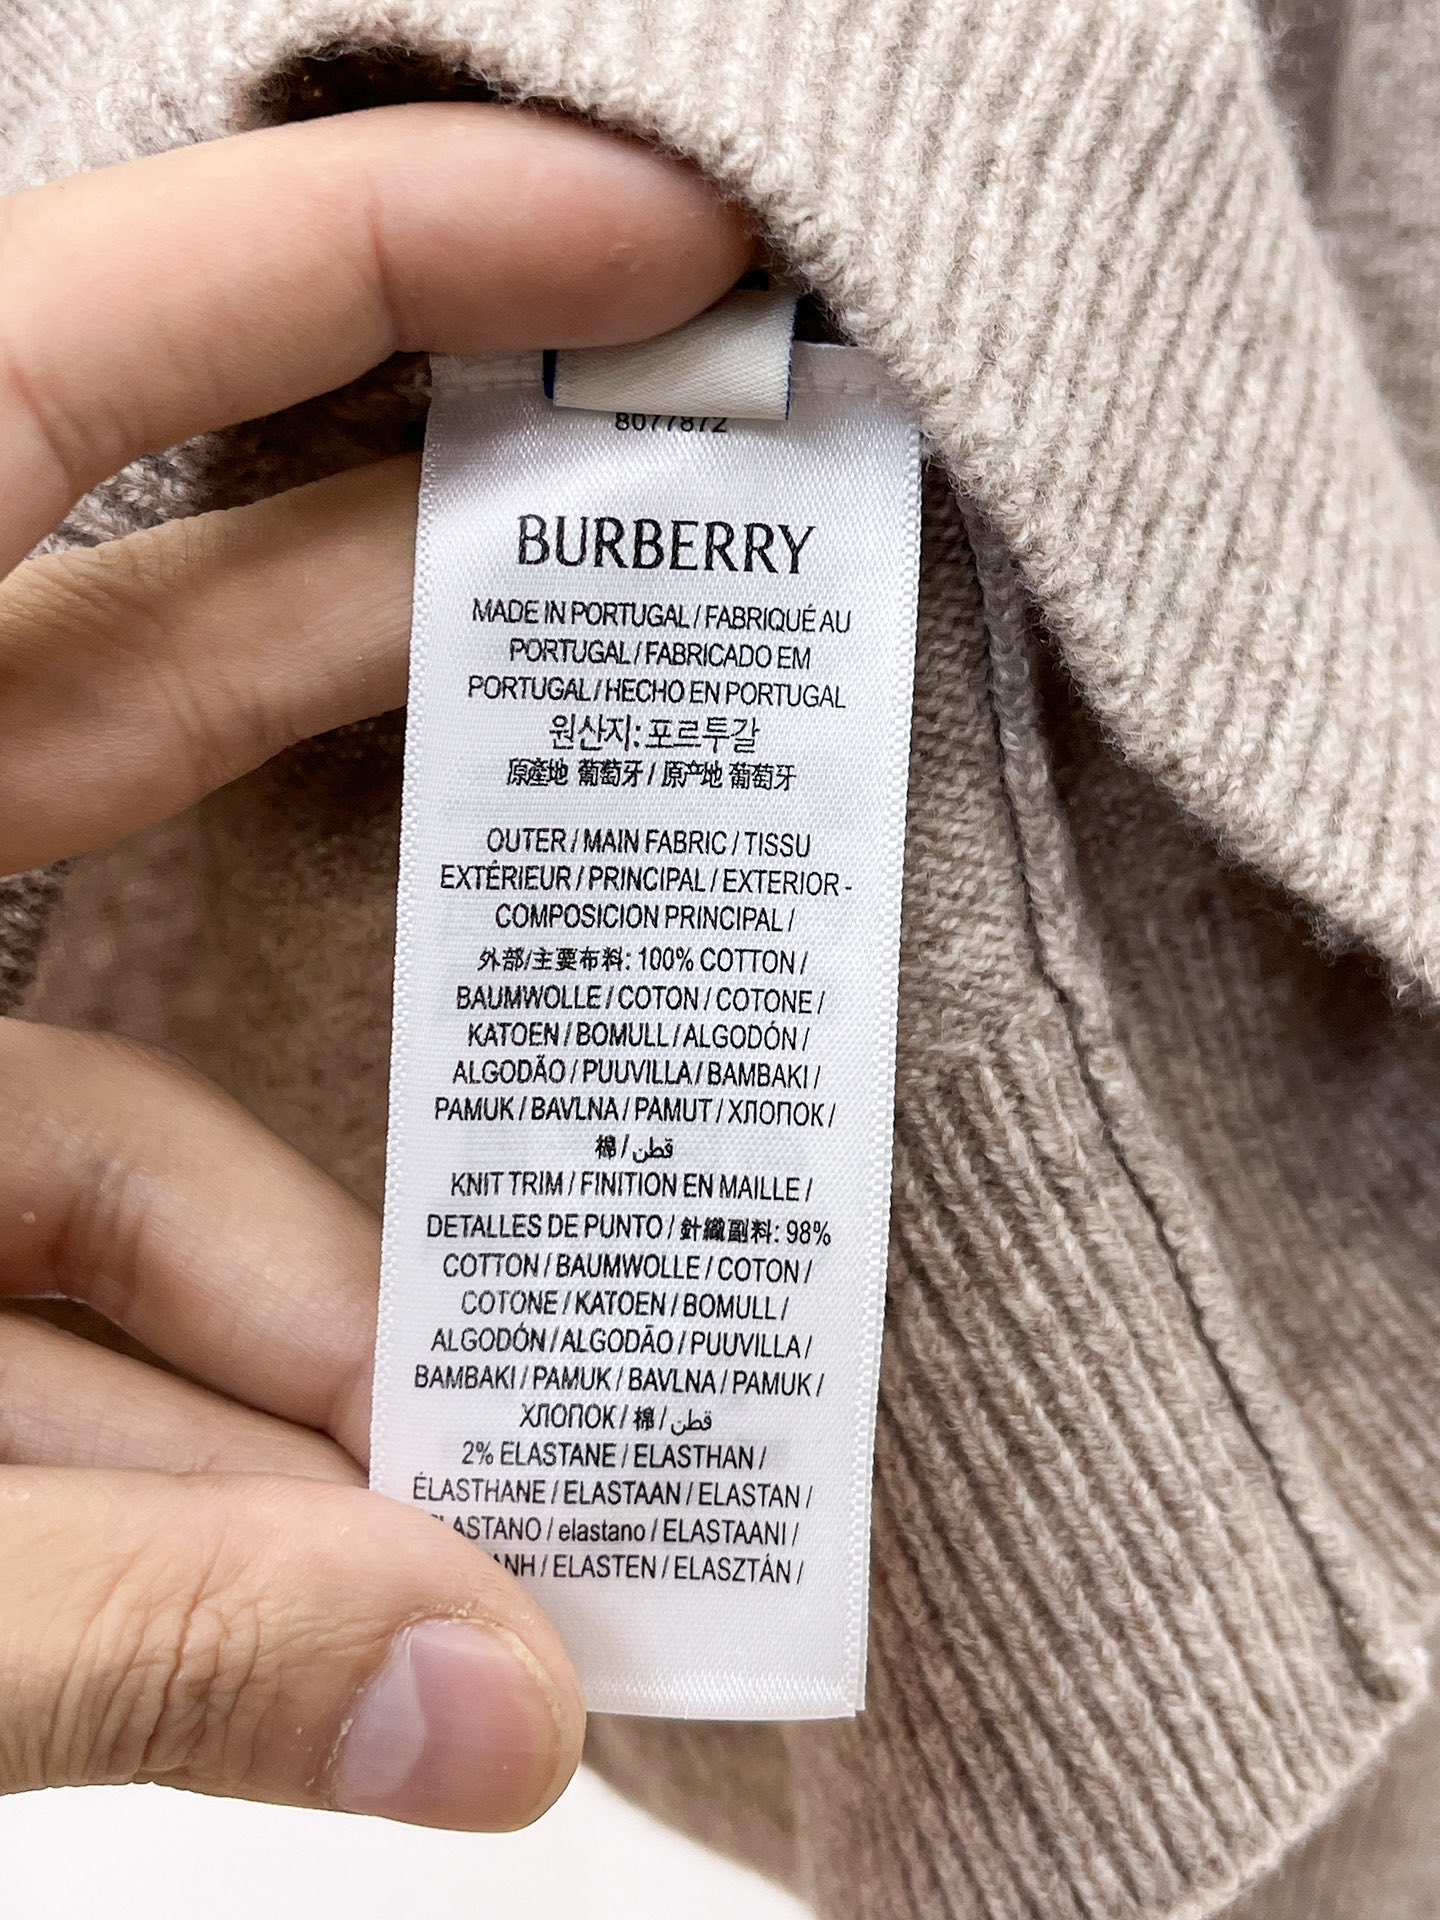 8077872
BURBERRY
MADE IN PORTUGAL / FABRIQUÉ AU
PORTUGAL / FABRICADO EM
PORTUGAL / HECHO EN PORTUGAL
원산지: 포르투갈
原產地 葡萄牙 / 原产地 葡萄牙
OUTER / MAIN FABRIC / TISSU
EXTÉRIEUR / PRINCIPAL / EXTERIOR -
COMPOSICION PRINCIPAL /
外部/主要布料: 100% COTTON /
BAUMWOLLE / COTON / COTONE /
KATOEN / BOMULL / ALGODÓN /
ALGODÃO / PUUVILLA / BAMBAKI /
PAMUK / BAVLNA / PAMUT / ХЛОПОК /
棉 / قطن
KNIT TRIM / FINITION EN MAILLE /
DETALLES DE PUNTO / 針織副料: 98%
COTTON / BAUMWOLLE / COTON /
COTONE / KATOEN / BOMULL /
ALGODÓN / ALGODÃO / PUUVILLA /
BAMBAKI / PAMUK / BAVLNA / PAMUK /
ХЛОПОК / 棉 / قطن
2% ELASTANE / ELASTHAN /
ÉLASTHANE / ELASTAAN / ELASTAN /
LASTANO / elastano / ELASTAANI /
ANH / ELASTEN / ELASZTÁN /